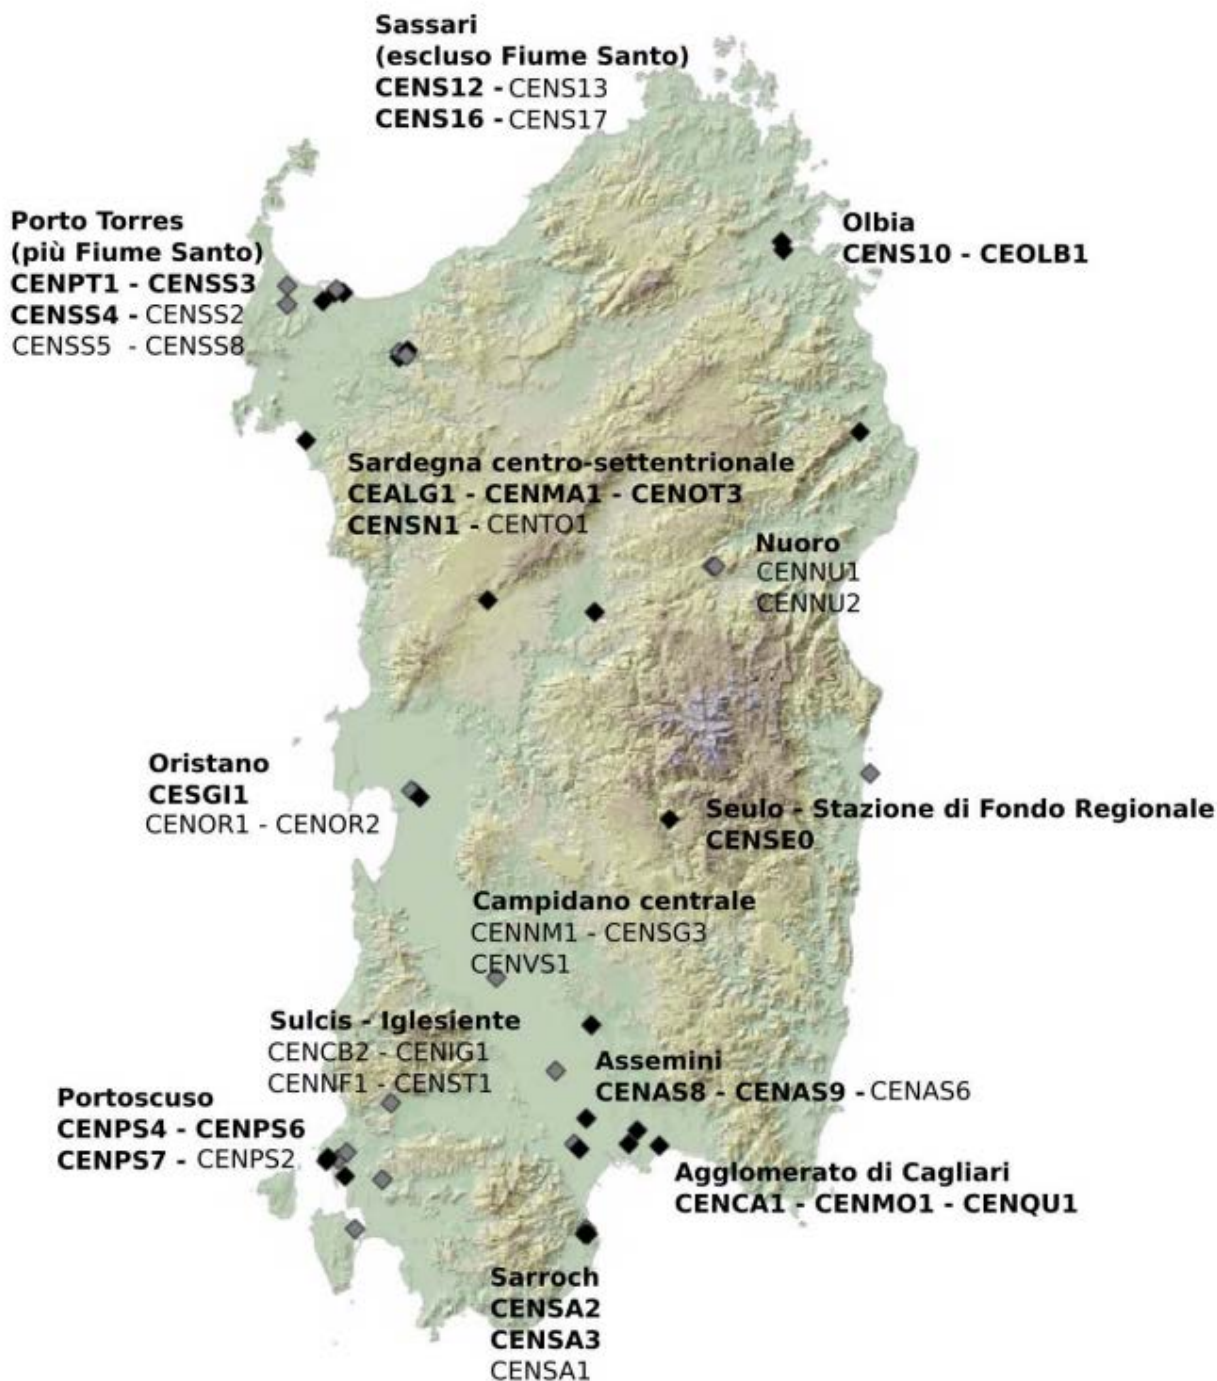 Sassari
(escluso Fiume Santo)
CENS12 - CENS13
CENS16 - CENS17
Porto Torres
(più Fiume Santo)
CENPT1 - CENSS3
CENSS4 - CENSS2
CENSS5 - CENSS8
Olbia
CENS10 - CEOLB1
Sardegna centro-settentrionale
CEALG1 - CENMA1 - CENOT3
CENSN1 - CENTO1
Nuoro
CENNU1
CENNU2
Oristano
CESGI1
CENOR1 - CENOR2
Seulo - Stazione di Fondo Regionale
CENSE0
Campidano centrale
CENNM1 - CENSG3
CENVS1
Sulcis - Iglesiente
CENCB2 - CENIG1
CENNF1 - CENST1
Assemini
CENAS8 - CENAS9 - CENAS6
Portoscuso
CENPS4 - CENPS6
CENPS7 - CENPS2
Agglomerato di Cagliari
CENCA1 - CENMO1 - CENQU1
Sarroch
CENSA2
CENSA3
CENSA1